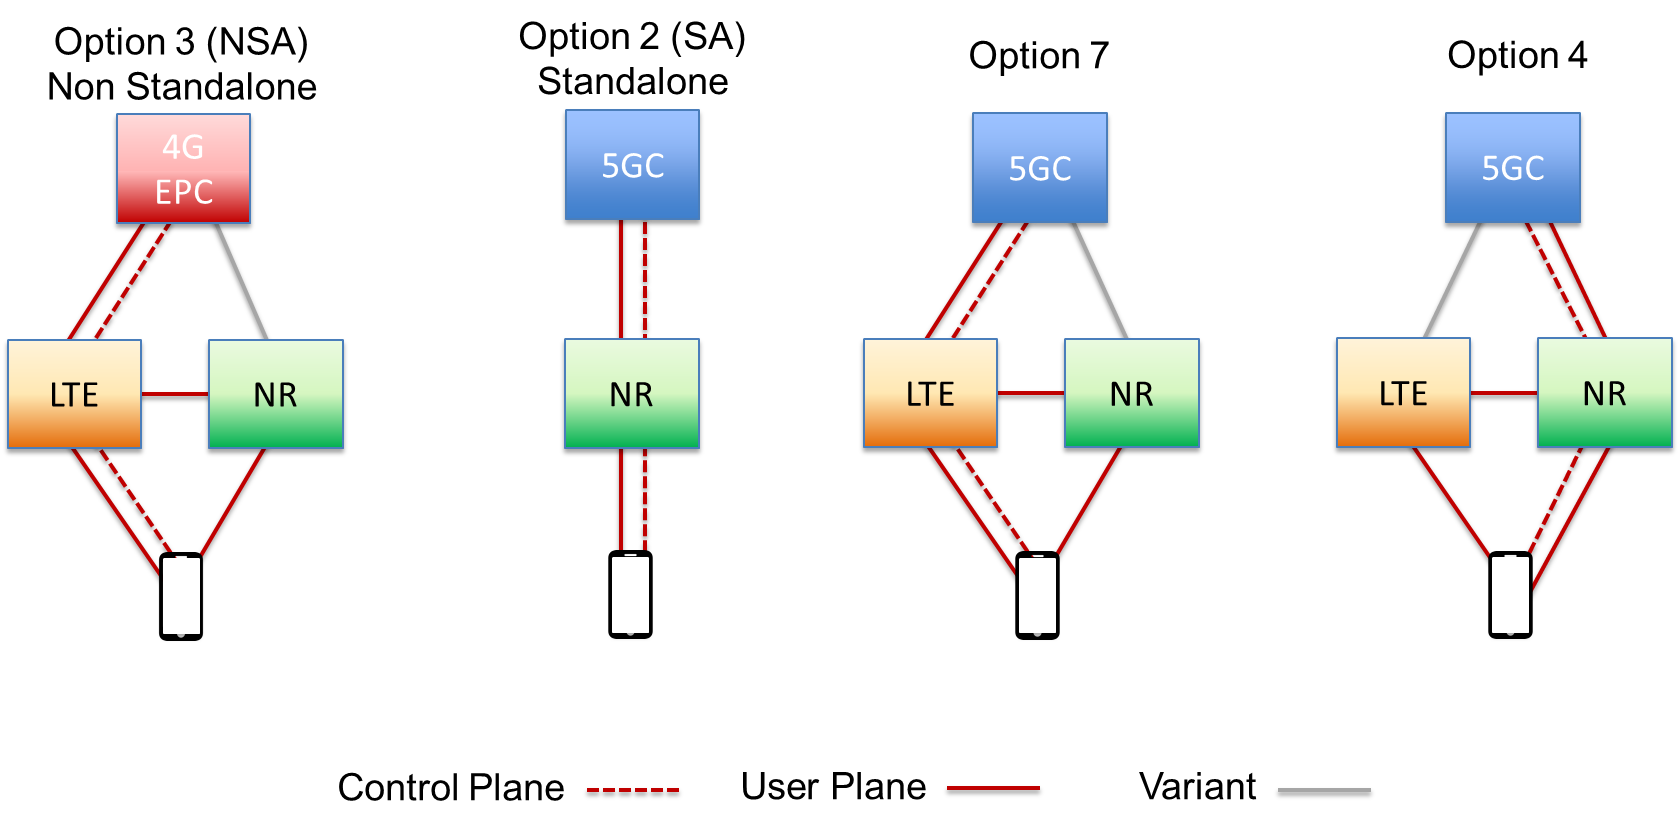 Option 3 (NSA)
Non Standalone
4G
EPC
LTE
NR
Option 2 (SA)
Standalone
5GC
NR
Option 7
5GC
LTE
NR
Option 4
5GC
LTE
NR
Control Plane
User Plane
Variant